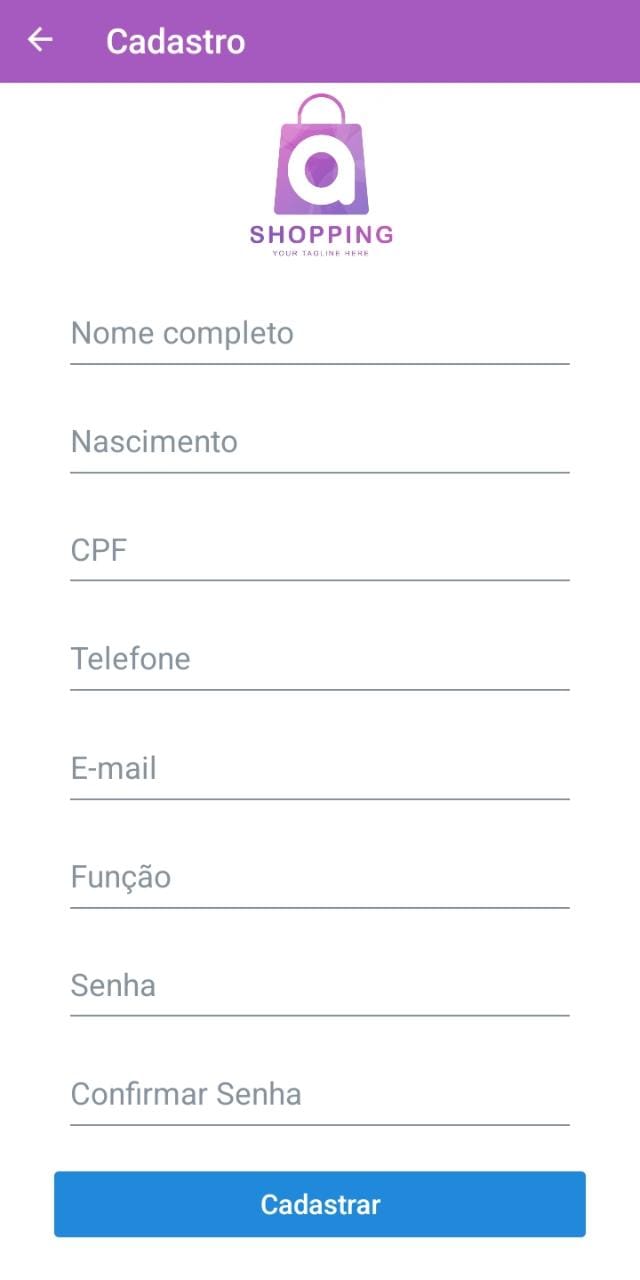 Cadastro
SHOPPING
YOUR TAGLINE HERE
Nome completo
Nascimento
CPF
Telefone
E-mail
Função
Senha
Confirmar Senha
Cadastrar